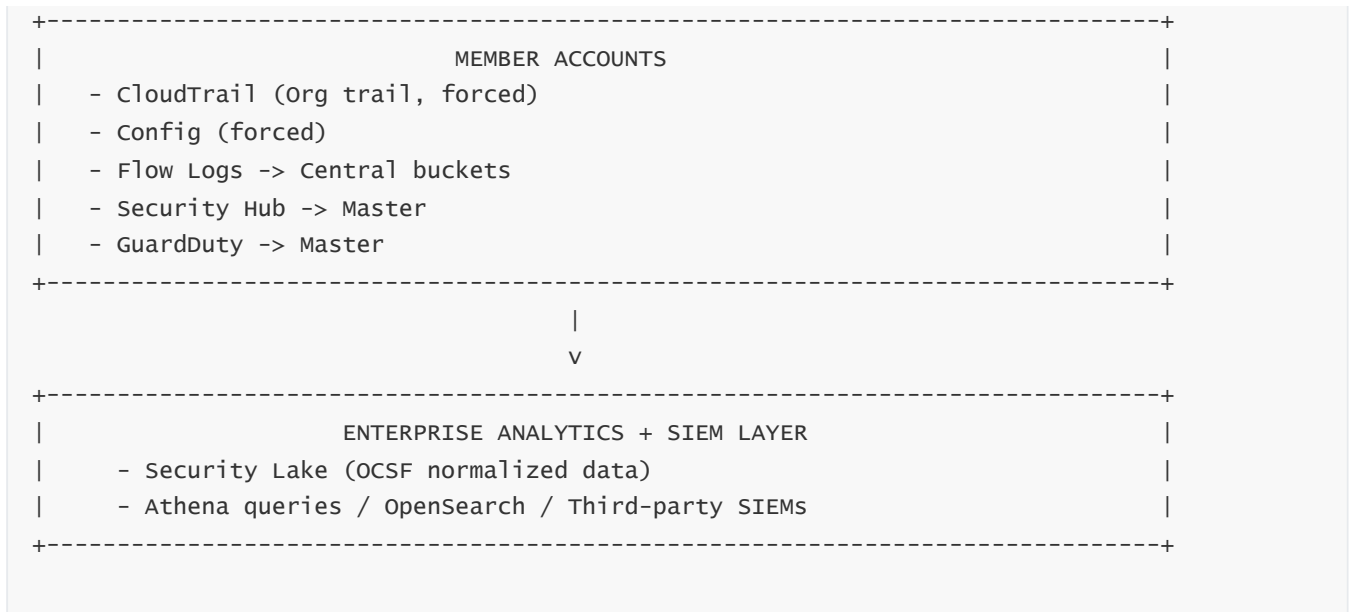 +-------------------------------------------------------------------------------+
|                             MEMBER ACCOUNTS                                   |
|   - CloudTrail (Org trail, forced)                                            |
|   - Config (forced)                                                           |
|   - Flow Logs -> Central buckets                                              |
|   - Security Hub -> Master                                                    |
|   - GuardDuty -> Master                                                       |
+-------------------------------------------------------------------------------+
                                      |
                                      v
+-------------------------------------------------------------------------------+
|                     ENTERPRISE ANALYTICS + SIEM LAYER                         |
|     - Security Lake (OCSF normalized data)                                    |
|     - Athena queries / OpenSearch / Third-party SIEMs                         |
+-------------------------------------------------------------------------------+